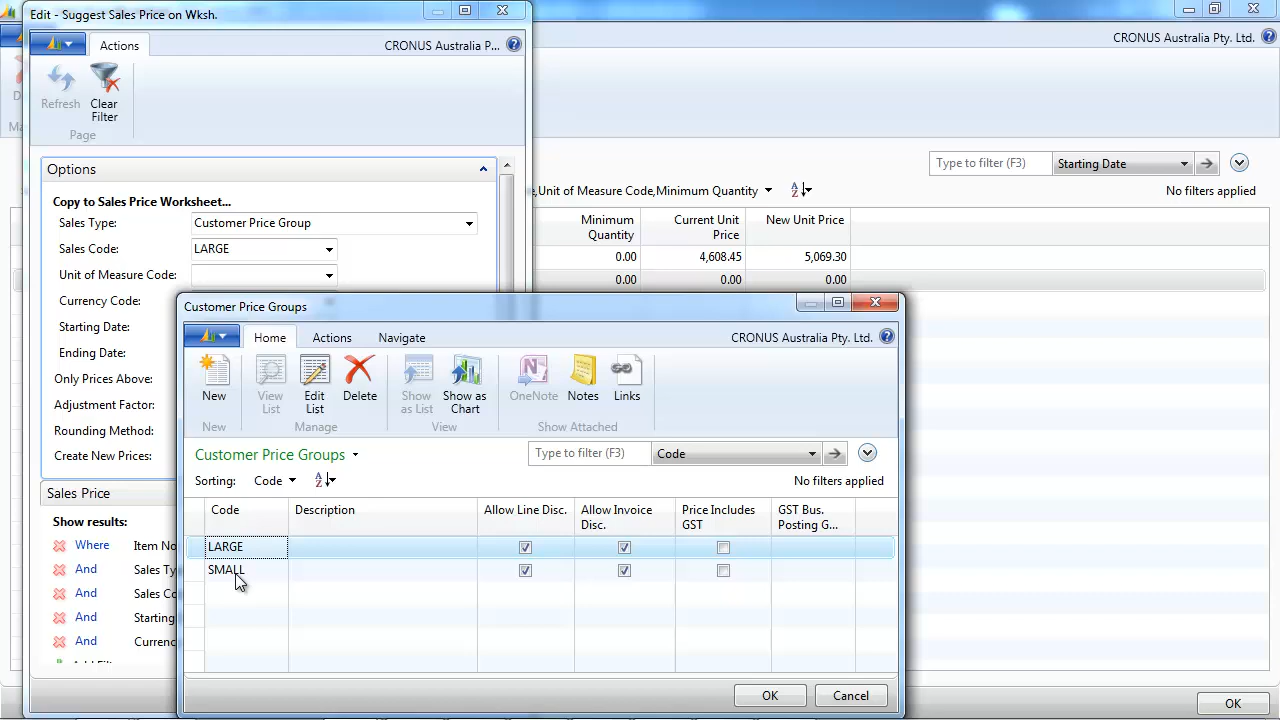 Edit - Suggest Sales Price on Wksh.
Actions
CRONUS Australia P...
CRONUS Australia Pty. Ltd.
Refresh
Clear
Filter
Page
Options
Type to filter (F3)
Starting Date
Copy to Sales Price Worksheet...
,Unit of Measure Code,Minimum Quantity
No filters applied
Sales Type:
Customer Price Group
Minimum
Quantity
Current Unit
Price
New Unit Price
Sales Code:
LARGE
0.00
4,608.45
5,069.30
Unit of Measure Code:
0.00
0.00
0.00
Currency Code:
Starting Date:
Ending Date:
Only Prices Above:
Adjustment Factor:
Rounding Method:
Create New Prices:
Sales Price
Show results:
Where
Item No
And
Sales Ty
And
Sales Co
And
Starting
And
Currenc
Customer Price Groups
Home
Actions
Navigate
CRONUS Australia Pty. Ltd.
New
View
List
Edit
List
Delete
Show
as List
Show as
Chart
OneNote
Notes
Links
New
Manage
View
Show Attached
Customer Price Groups
Type to filter (F3)
Code
Sorting:
Code
No filters applied
Code
Description
Allow Line Disc.
Allow Invoice
Disc.
Price Includes
GST
GST Bus.
Posting G...
LARGE
SMALL
OK
Cancel
OK